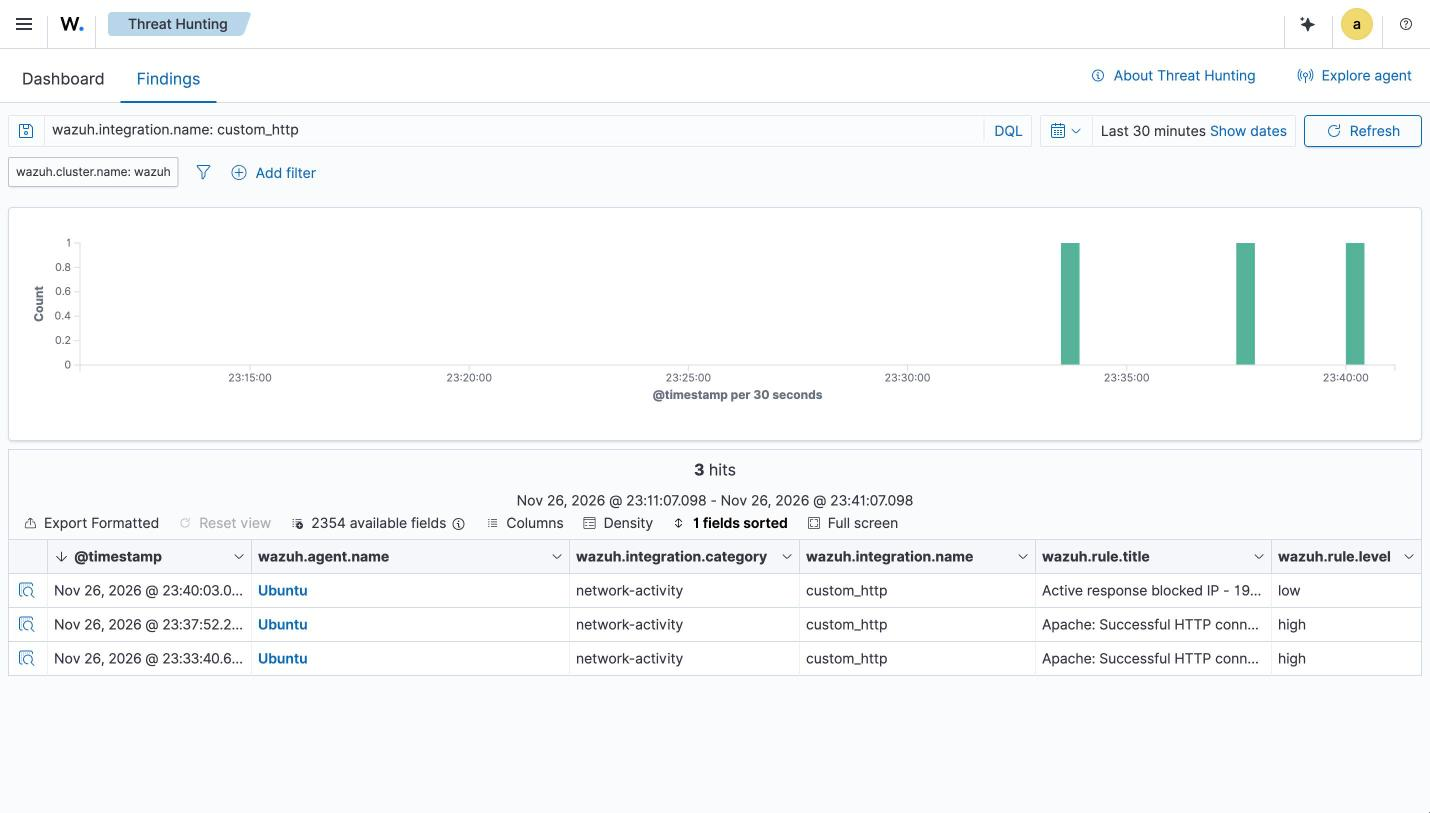 W. Threat Hunting a
Dashboard Findings About Threat Hunting Explore agent
wazuh.integration.name: custom_http DQL Last 30 minutes Show dates Refresh
wazuh.cluster.name: wazuh Add filter
1
0.8
0.6
0.4
0.2
0
Count
23:15:00 23:20:00 23:25:00 23:30:00 23:35:00 23:40:00
@timestamp per 30 seconds
3 hits
Nov 26, 2026 @ 23:11:07.098 - Nov 26, 2026 @ 23:41:07.098
Export Formatted Reset view 2354 available fields Columns Density 1 fields sorted Full screen
@timestamp wazuh.agent.name wazuh.integration.category wazuh.integration.name wazuh.rule.title wazuh.rule.level
Nov 26, 2026 @ 23:40:03.0... Ubuntu network-activity custom_http Active response blocked IP - 19... low
Nov 26, 2026 @ 23:37:52.2... Ubuntu network-activity custom_http Apache: Successful HTTP conn... high
Nov 26, 2026 @ 23:33:40.6... Ubuntu network-activity custom_http Apache: Successful HTTP conn... high